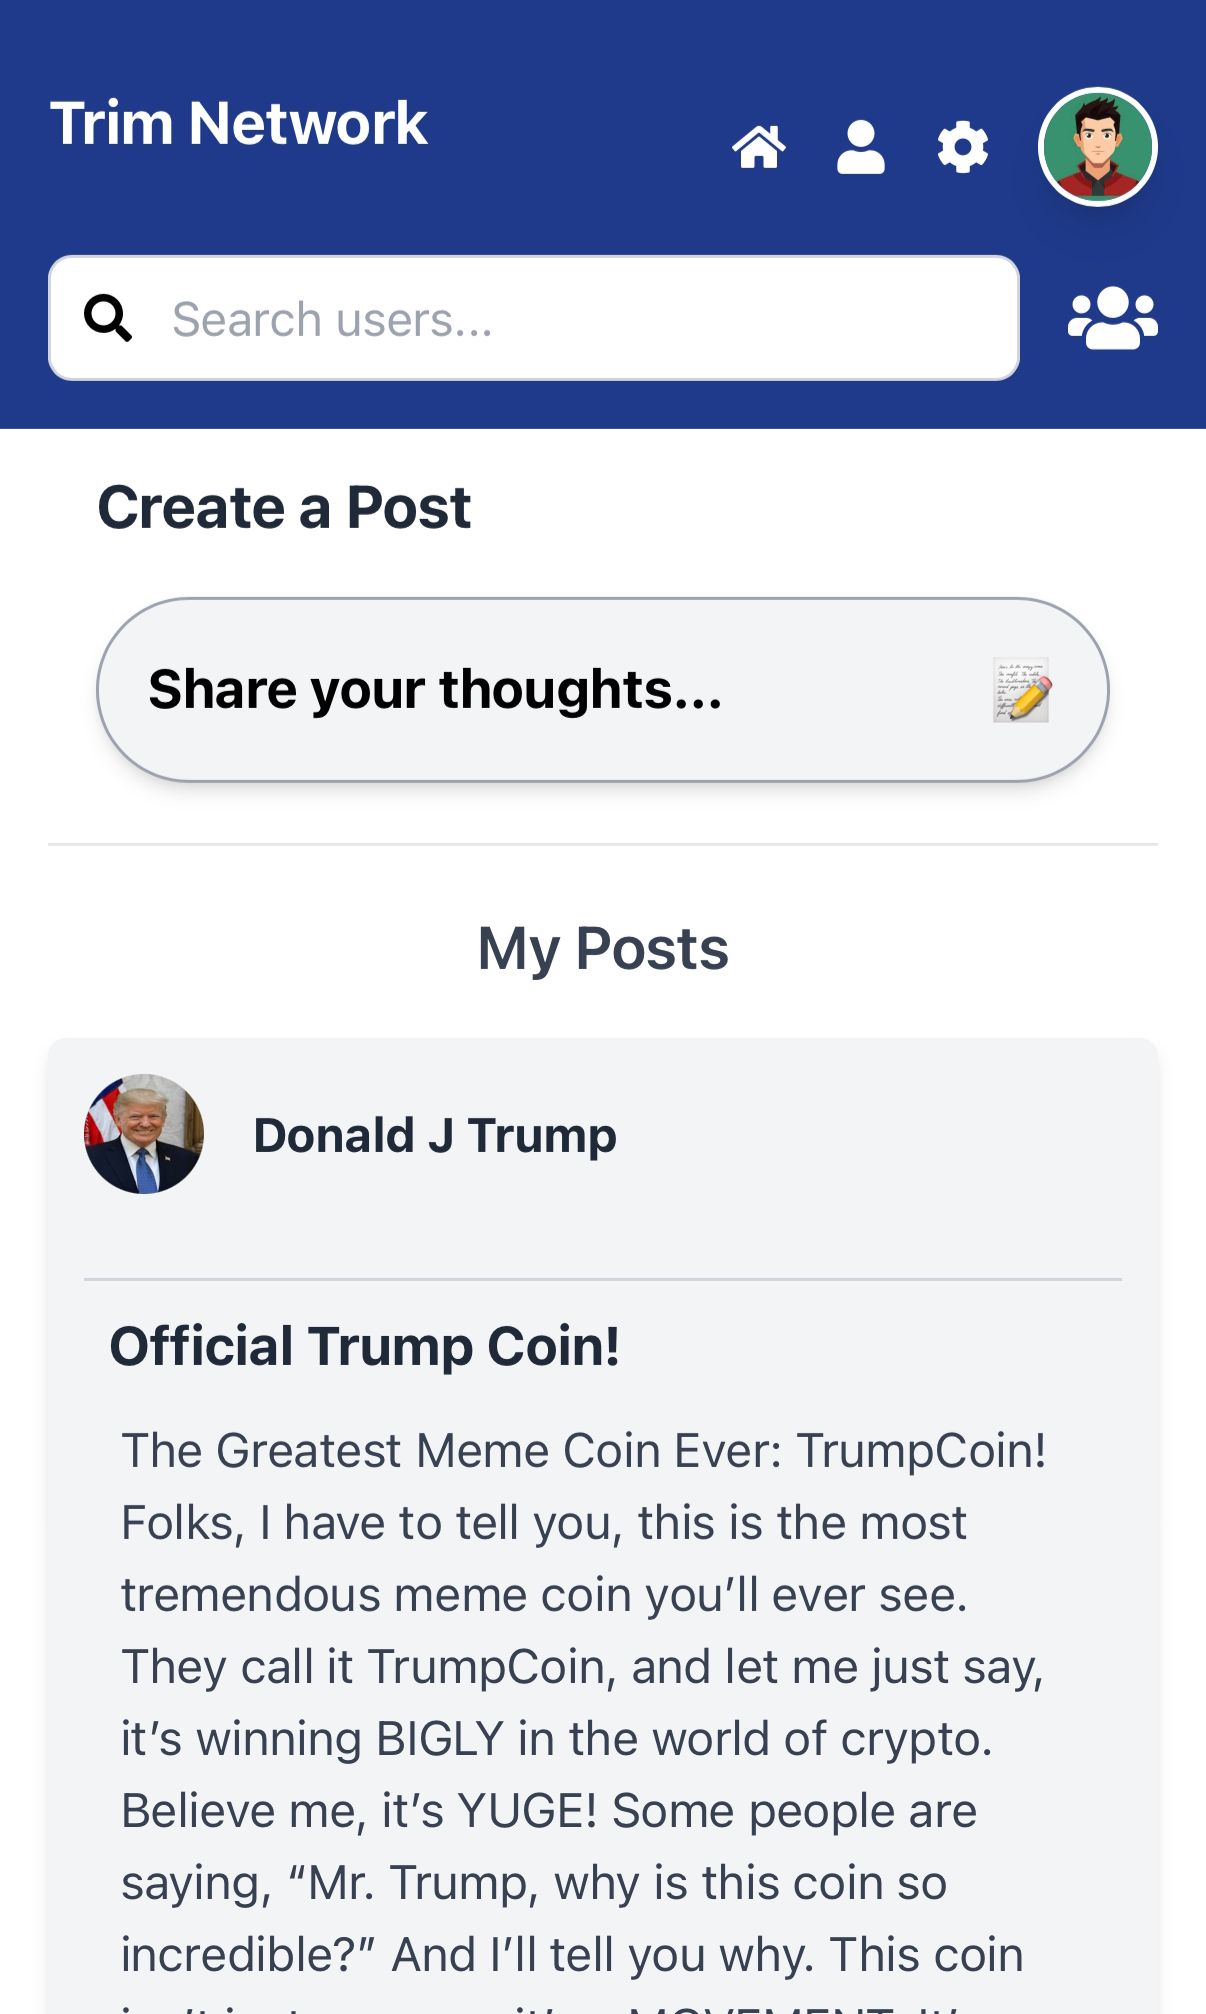 Trim Network
Search users...
Create a Post
Share your thoughts...
My Posts
Donald J Trump
Official Trump Coin!
The Greatest Meme Coin Ever: TrumpCoin!
Folks, I have to tell you, this is the most
tremendous meme coin you’ll ever see.
They call it TrumpCoin, and let me just say,
it’s winning BIGLY in the world of crypto.
Believe me, it’s YUGE! Some people are
saying, “Mr. Trump, why is this coin so
incredible?” And I’ll tell you why. This coin